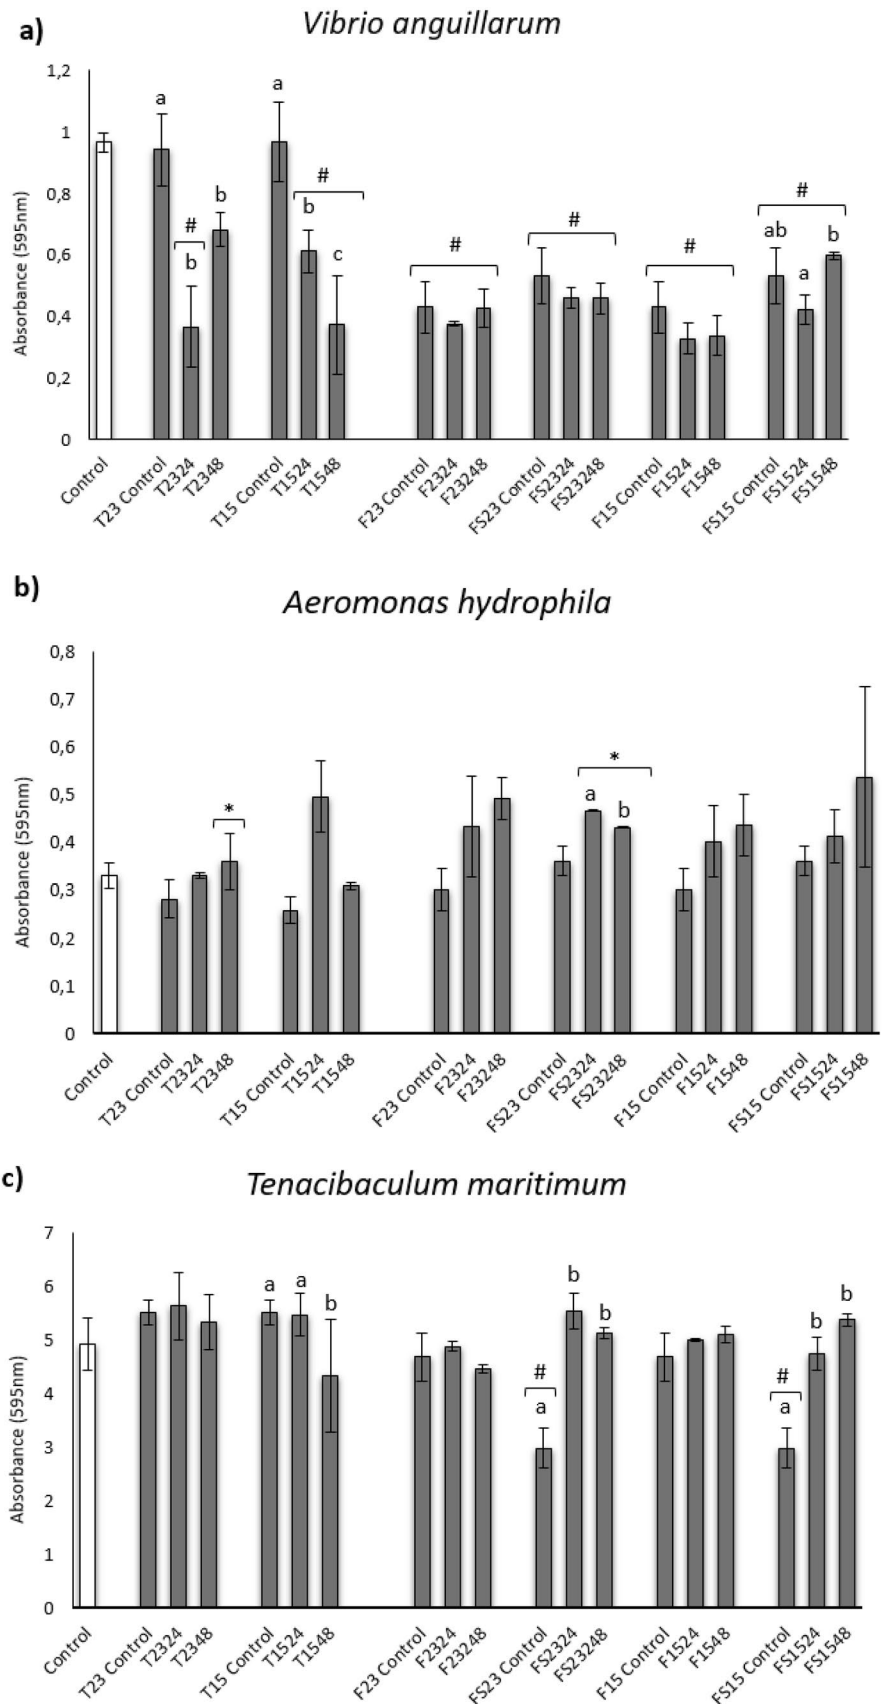 a)
Vibrio anguillarum
Absorbance (595nm)
1,2
1
0,8
0,6
0,4
0,2
0
a
#
b
b
a
#
b
c
#
#
#
#
ab
a
b
Control
T23 Control
T2324
T2348
T15 Control
T1524
T1548
F23 Control
F2324
F23248
FS23 Control
FS2324
FS23248
F15 Control
F1524
F1548
FS15 Control
FS1524
FS1548
b)
Aeromonas hydrophila
Absorbance (595nm)
0,8
0,7
0,6
0,5
0,4
0,3
0,2
0,1
0
*
*
a
b
Control
T23 Control
T2324
T2348
T15 Control
T1524
T1548
F23 Control
F2324
F23248
FS23 Control
FS2324
FS23248
F15 Control
F1524
F1548
FS15 Control
FS1524
FS1548
c)
Tenacibaculum maritimum
Absorbance (595nm)
7
6
5
4
3
2
1
0
a
a
b
#
a
b
b
#
a
b
b
Control
T23 Control
T2324
T2348
T15 Control
T1524
T1548
F23 Control
F2324
F23248
FS23 Control
FS2324
FS23248
F15 Control
F1524
F1548
FS15 Control
FS1524
FS1548